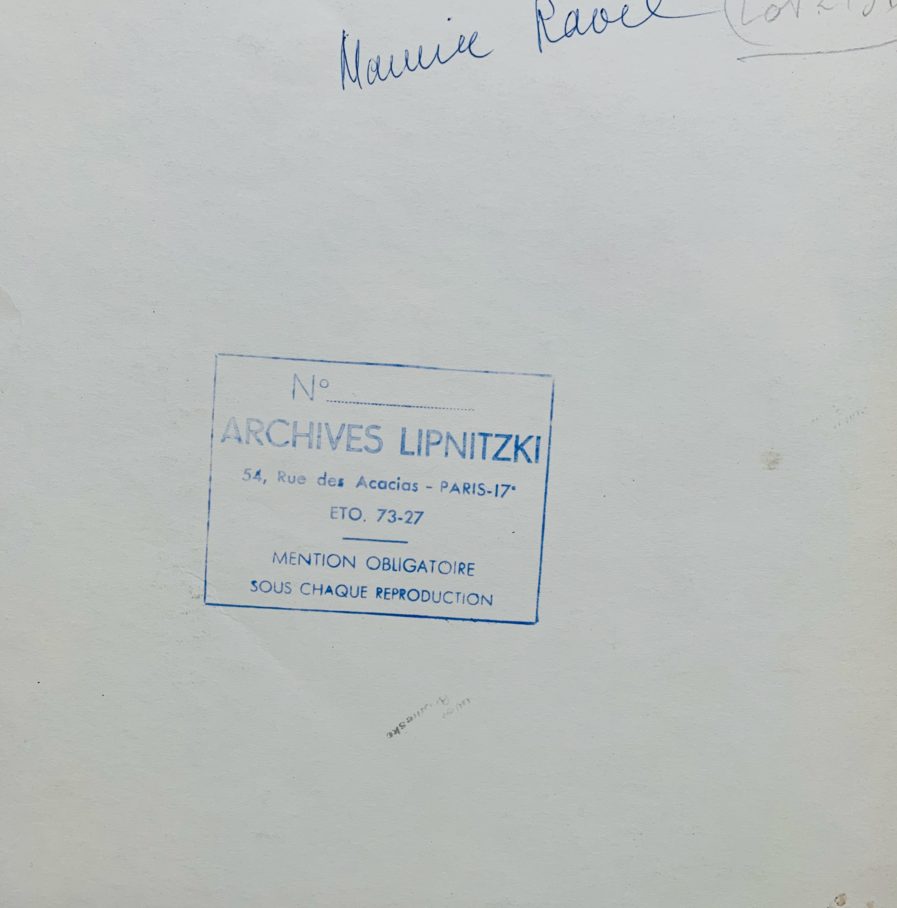 Maurice Ravel
N°
ARCHIVES LIPNITZKI
54, Rue des Acacias - PARIS-17e
ETO. 73-27
MENTION OBLIGATOIRE
SOUS CHAQUE REPRODUCTION